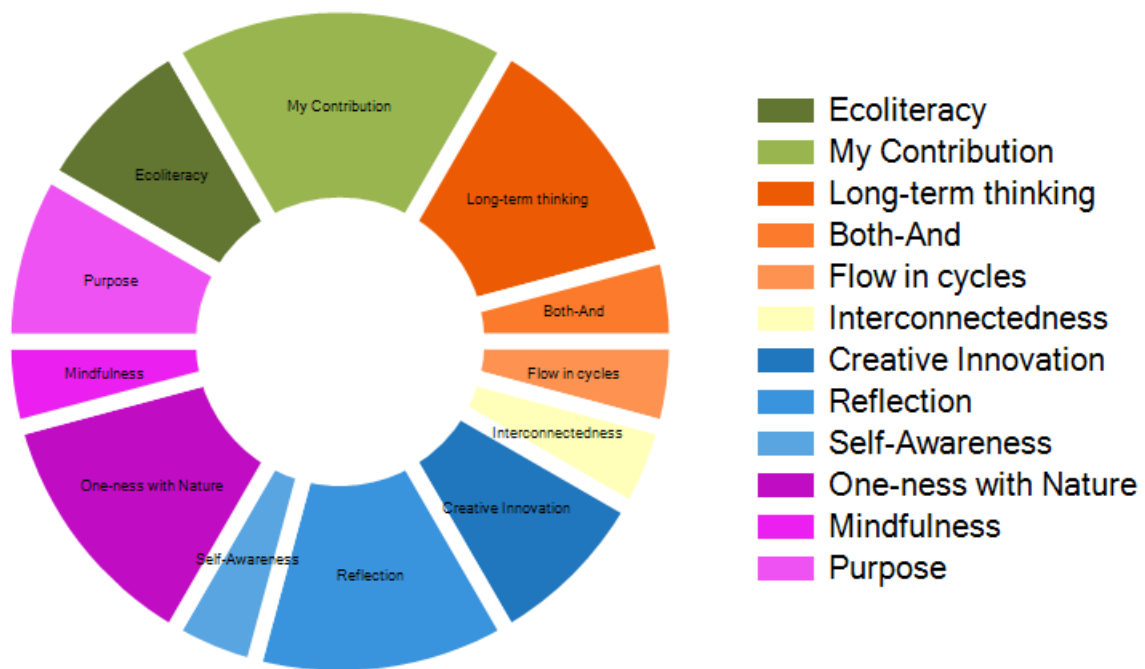 My Contribution
Ecoliteracy
Long-term thinking
Purpose
Both-And
Mindfulness
Flow in cycles
Interconnectedness
One-ness with Nature
Creative Innovation
Self-Awareness
Reflection
Ecoliteracy
My Contribution
Long-term thinking
Both-And
Flow in cycles
Interconnectedness
Creative Innovation
Reflection
Self-Awareness
One-ness with Nature
Mindfulness
Purpose